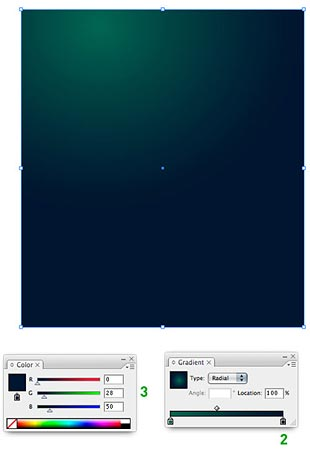 Color
R 0
G 28
B 50
3
Gradient
Type: Radial
Angle: ° Location: 100 %
2